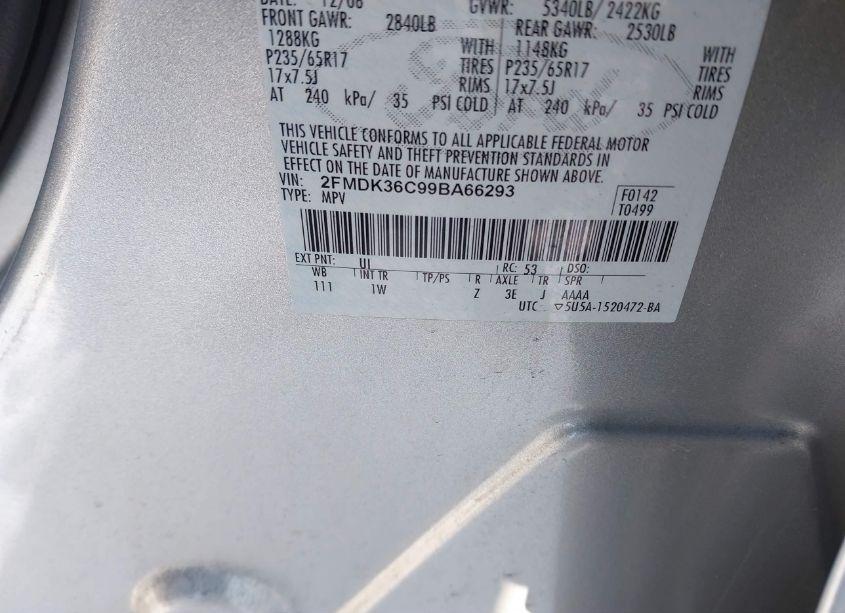 DATE: 12/08 GVWR: 5340LB/ 2422KG
FRONT GAWR: 2840LB REAR GAWR: 2530LB
1288KG WITH 1148KG WITH
P235/65R17 TIRES P235/65R17 TIRES
17x7.5J RIMS 17x7.5J RIMS
AT 240 kPa/ 35 PSI COLD AT 240 kPa/ 35 PSI COLD
THIS VEHICLE CONFORMS TO ALL APPLICABLE FEDERAL MOTOR
VEHICLE SAFETY AND THEFT PREVENTION STANDARDS IN
EFFECT ON THE DATE OF MANUFACTURE SHOWN ABOVE.
VIN: 2FMDK36C99BA66293 F0142
TYPE: MPV T0499
EXT PNT: UI RC: 53 DSO:
WB INT TR TP/PS R AXLE TR SPR
111 1W Z 3E J AAAA
UTC ▽5U5A-1520472-BA